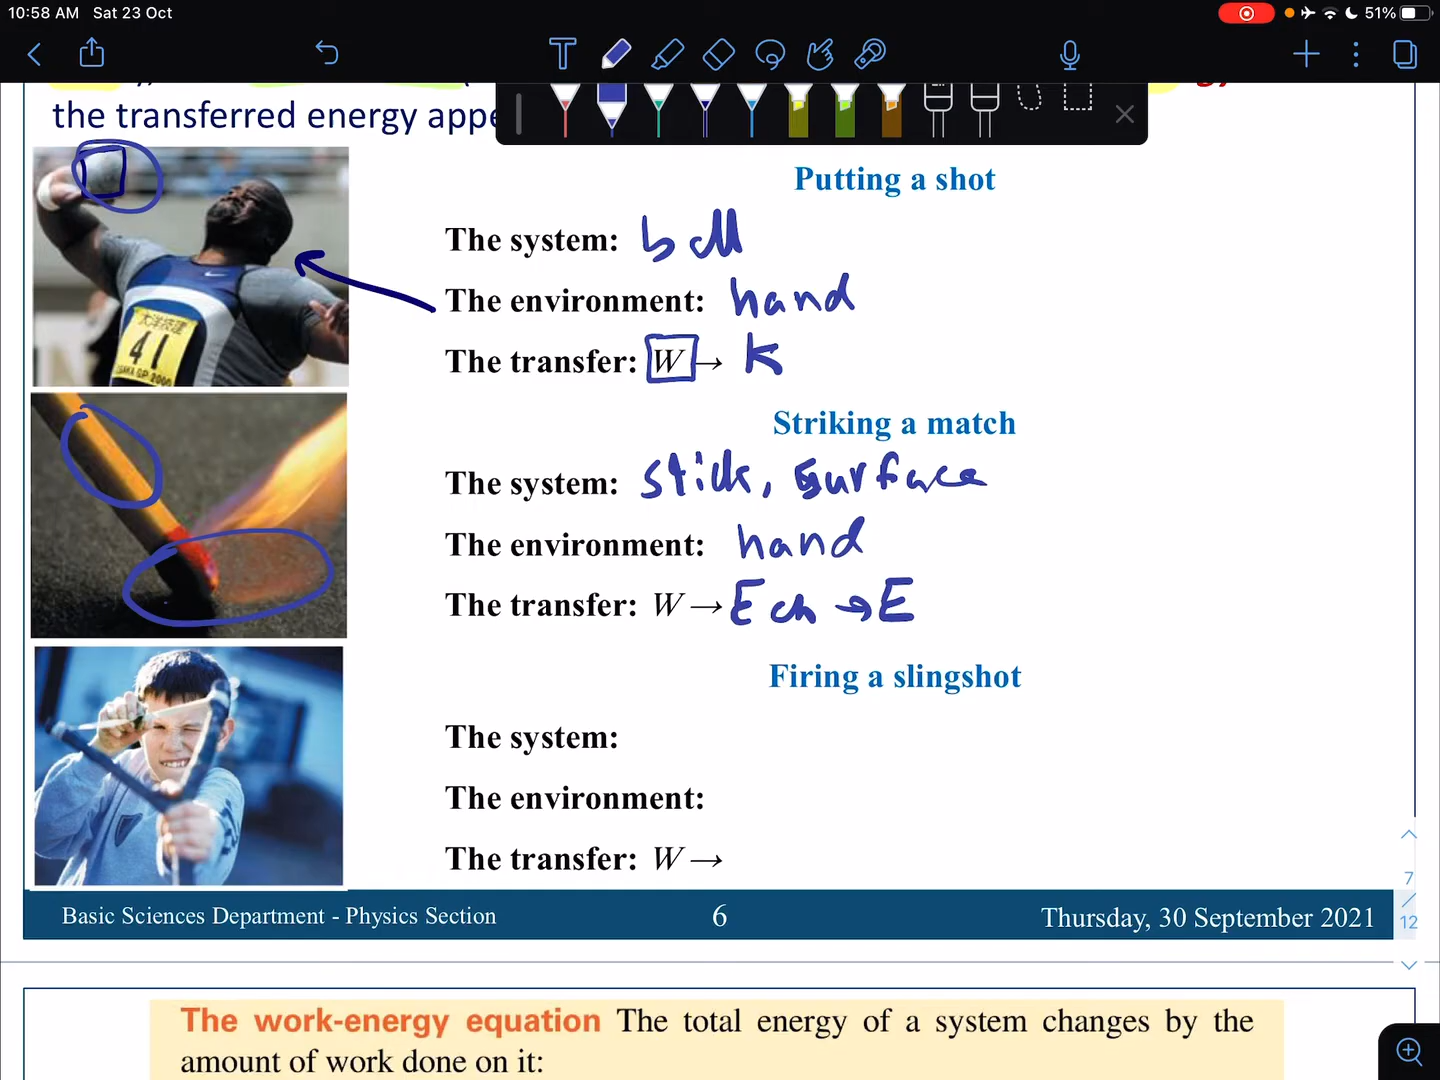 10:58 AM Sat 23 Oct
51%
the transferred energy appe
Putting a shot
The system: ball
The environment: hand
The transfer: W → K
Striking a match
The system: stick, surface
The environment: hand
The transfer: W → E ch → E
Firing a slingshot
The system:
The environment:
The transfer: W →
41
7
/
12
Basic Sciences Department - Physics Section
6
Thursday, 30 September 2021
The work-energy equation The total energy of a system changes by the
amount of work done on it: